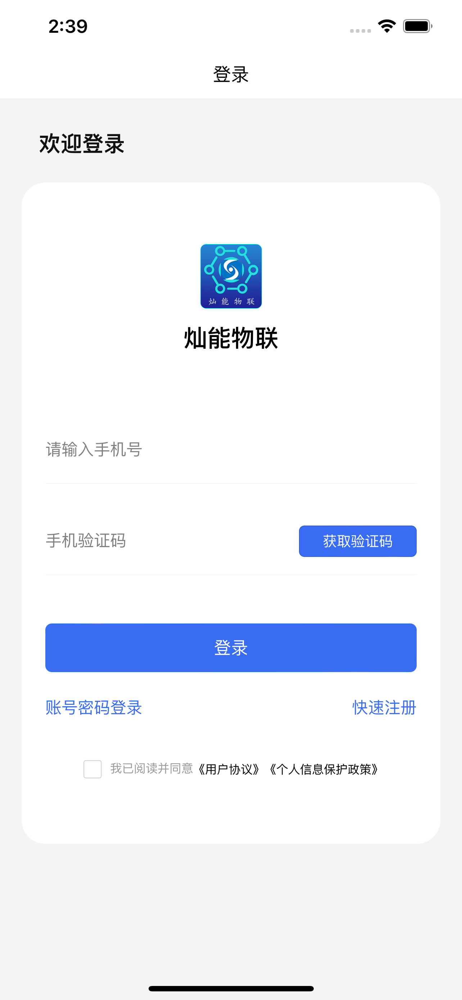 2:39
登录
欢迎登录
灿能物联
灿能物联
请输入手机号
手机验证码
获取验证码
登录
账号密码登录
快速注册
我已阅读并同意《用户协议》《个人信息保护政策》